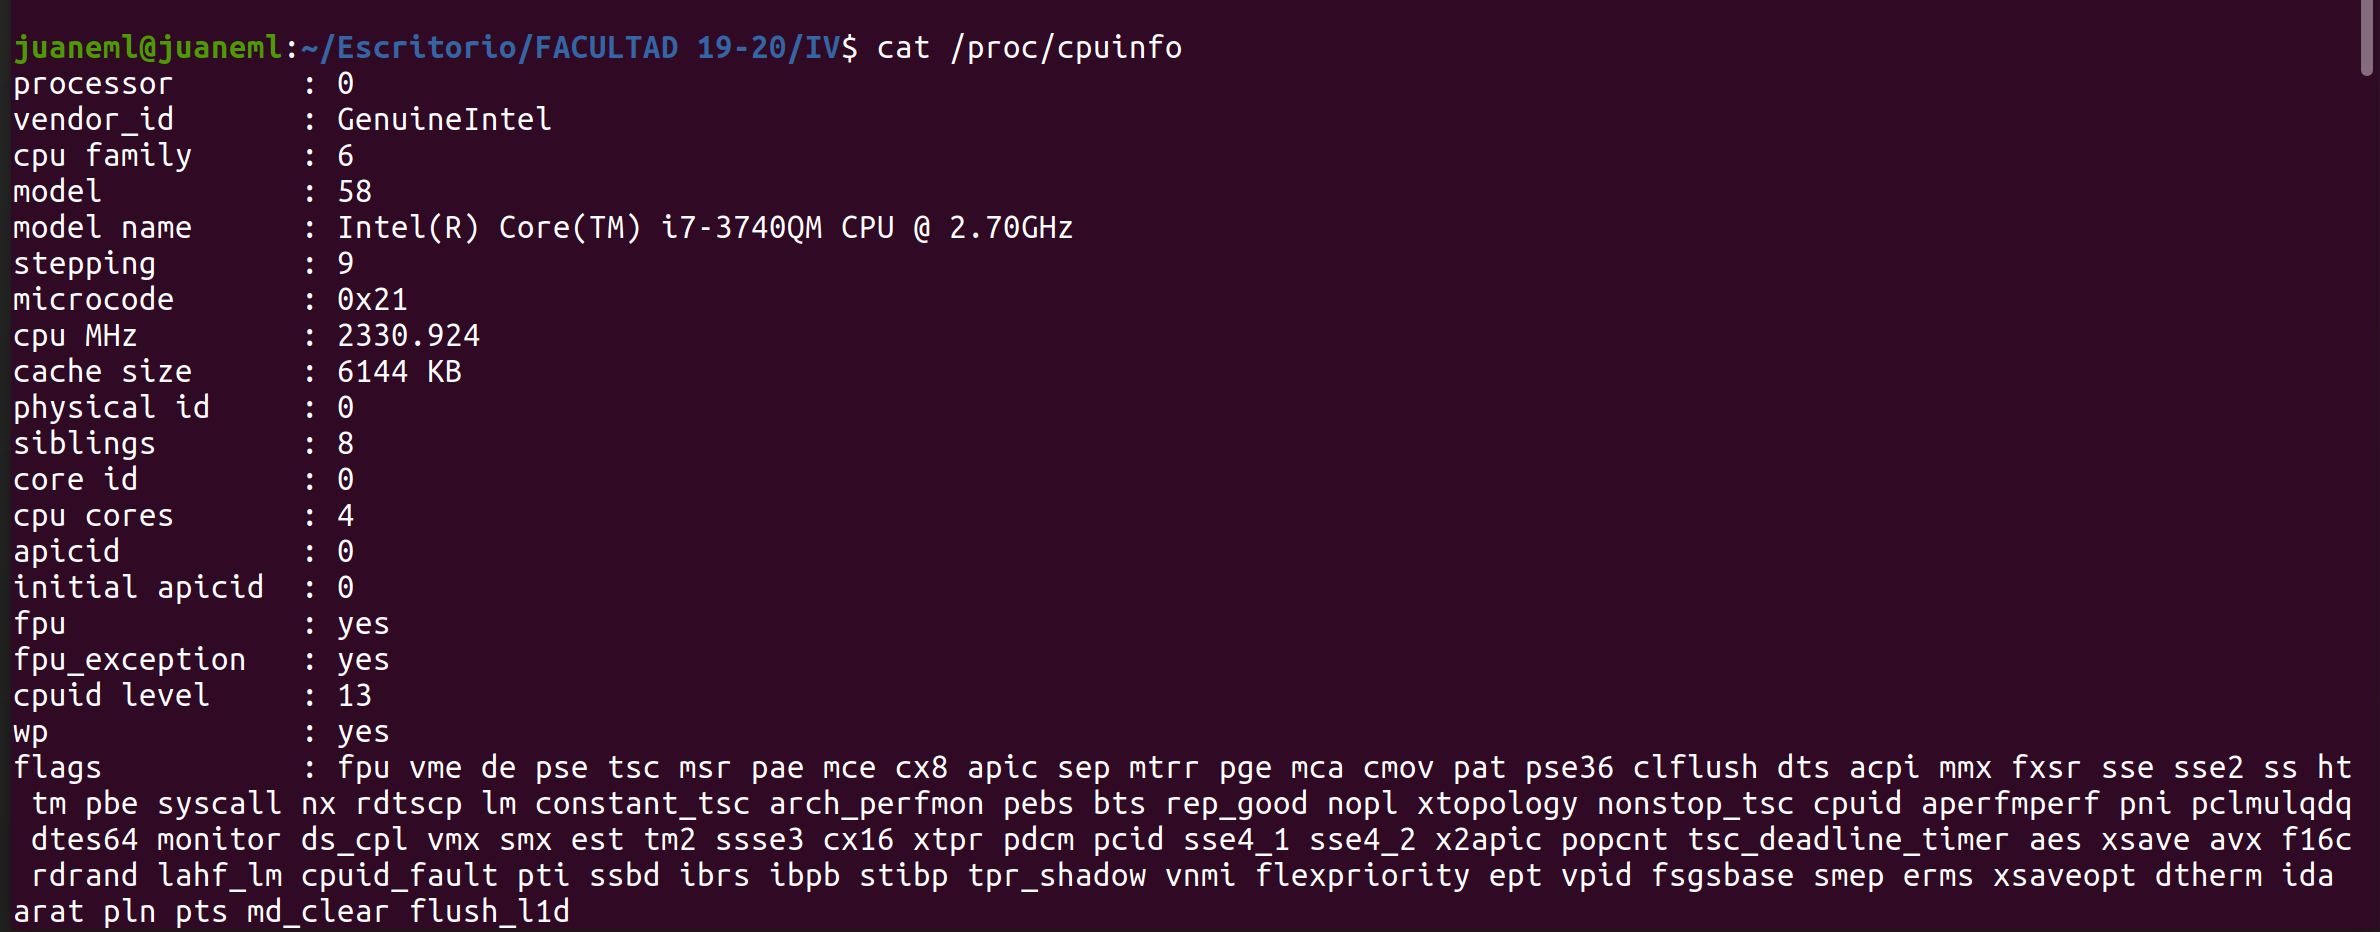 juaneml@juaneml:~/Escritorio/FACULTAD 19-20/IV$ cat /proc/cpuinfo
processor : 0
vendor_id : GenuineIntel
cpu family : 6
model : 58
model name : Intel(R) Core(TM) i7-3740QM CPU @ 2.70GHz
stepping : 9
microcode : 0x21
cpu MHz : 2330.924
cache size : 6144 KB
physical id : 0
siblings : 8
core id : 0
cpu cores : 4
apicid : 0
initial apicid : 0
fpu : yes
fpu_exception : yes
cpuid level : 13
wp : yes
flags : fpu vme de pse tsc msr pae mce cx8 apic sep mtrr pge mca cmov pat pse36 clflush dts acpi mmx fxsr sse sse2 ss ht
tm pbe syscall nx rdtscp lm constant_tsc arch_perfmon pebs bts rep_good nopl xtopology nonstop_tsc cpuid aperfmperf pni pclmulqdq
dtes64 monitor ds_cpl vmx smx est tm2 ssse3 cx16 xtpr pdcm pcid sse4_1 sse4_2 x2apic popcnt tsc_deadline_timer aes xsave avx f16c
rdrand lahf_lm cpuid_fault pti ssbd ibrs ibpb stibp tpr_shadow vnmi flexpriority ept vpid fsgsbase smep erms xsaveopt dtherm ida
arat pln pts md_clear flush_l1d